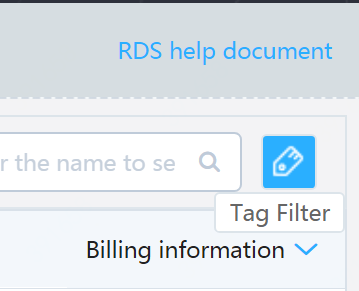 RDS help document
r the name to se
Tag Filter
Billing information